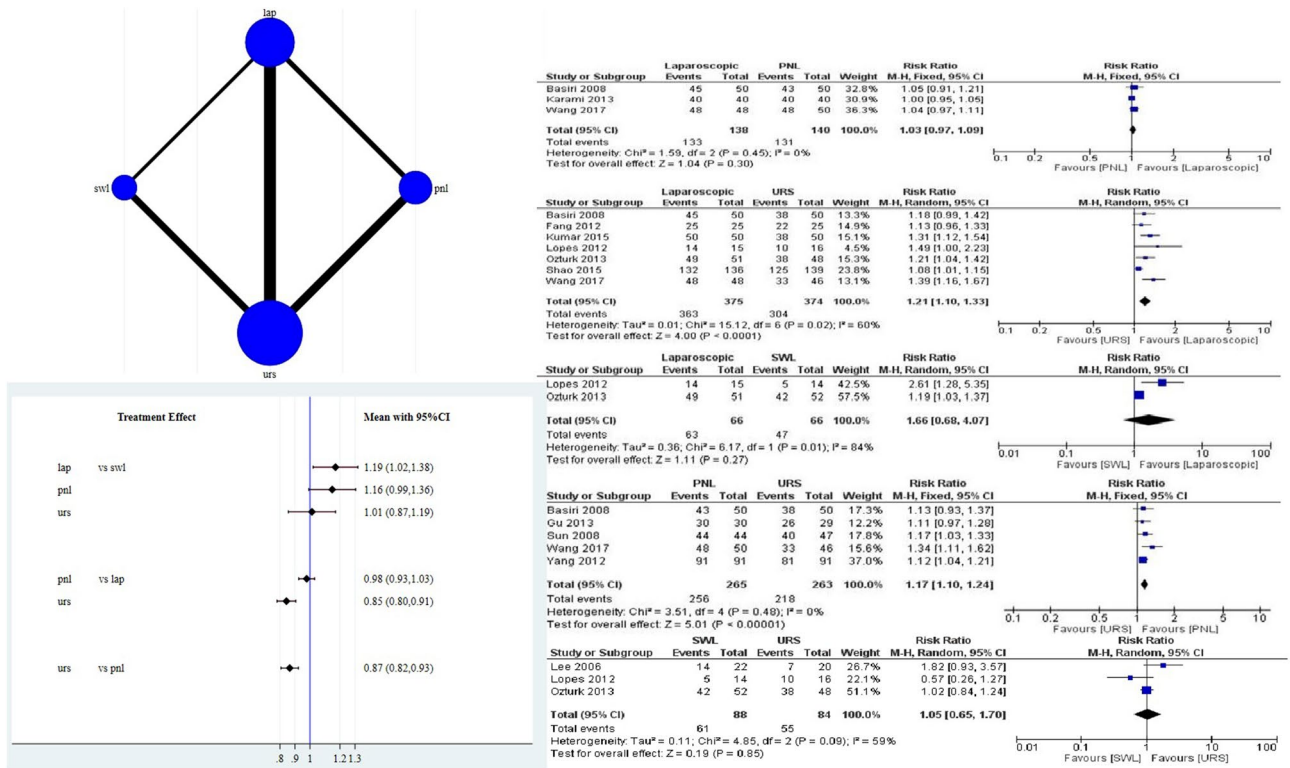 lap
swl
pnl
urs
Treatment Effect Mean with 95%CI
lap vs swl 1.19 (1.02,1.38)
pnl 1.16 (0.99,1.36)
urs 1.01 (0.87,1.19)
pnl vs lap 0.98 (0.93,1.03)
urs 0.85 (0.80,0.91)
urs vs pnl 0.87 (0.82,0.93)
.8 .9 1 1.2 1.3
Laparoscopic PNL Risk Ratio Risk Ratio
Study or Subgroup Events Total Events Total Weight M-H, Fixed, 95% CI M-H, Fixed, 95% CI
Basiri 2008 45 50 43 50 32.8% 1.05 [0.91, 1.21]
Karami 2013 40 40 40 40 30.9% 1.00 [0.95, 1.05]
Wang 2017 48 48 48 50 36.3% 1.04 [0.97, 1.11]
Total (95% CI) 138 140 100.0% 1.03 [0.97, 1.09]
Total events 133 131
Heterogeneity: Chi² = 1.59, df = 2 (P = 0.45); I² = 0%
Test for overall effect: Z = 1.04 (P = 0.30)
0.1 0.2 0.5 1 2 5 10
Favours [PNL] Favours [Laparoscopic]
Laparoscopic URS Risk Ratio Risk Ratio
Study or Subgroup Events Total Events Total Weight M-H, Random, 95% CI M-H, Random, 95% CI
Basiri 2008 45 50 38 50 13.3% 1.18 [0.99, 1.42]
Fang 2012 25 25 22 25 14.9% 1.13 [0.96, 1.33]
Kumar 2015 50 50 38 50 15.1% 1.31 [1.12, 1.54]
Lopes 2012 14 15 10 16 4.5% 1.49 [1.00, 2.23]
Ozturk 2013 49 51 38 48 15.3% 1.21 [1.04, 1.42]
Shao 2015 132 136 125 139 23.8% 1.08 [1.01, 1.15]
Wang 2017 48 48 33 46 13.1% 1.39 [1.16, 1.67]
Total (95% CI) 375 374 100.0% 1.21 [1.10, 1.33]
Total events 363 304
Heterogeneity: Tau² = 0.01; Chi² = 15.12, df = 6 (P = 0.02); I² = 60%
Test for overall effect: Z = 4.00 (P < 0.0001)
0.1 0.2 0.5 1 2 5 10
Favours [URS] Favours [Laparoscopic]
Laparoscopic SWL Risk Ratio Risk Ratio
Study or Subgroup Events Total Events Total Weight M-H, Random, 95% CI M-H, Random, 95% CI
Lopes 2012 14 15 5 14 42.5% 2.61 [1.28, 5.35]
Ozturk 2013 49 51 42 52 57.5% 1.19 [1.03, 1.37]
Total (95% CI) 66 66 100.0% 1.66 [0.68, 4.07]
Total events 63 47
Heterogeneity: Tau² = 0.36; Chi² = 6.17, df = 1 (P = 0.01); I² = 84%
Test for overall effect: Z = 1.11 (P = 0.27)
0.01 0.1 1 10 100
Favours [SWL] Favours [Laparoscopic]
PNL URS Risk Ratio Risk Ratio
Study or Subgroup Events Total Events Total Weight M-H, Fixed, 95% CI M-H, Fixed, 95% CI
Basiri 2008 43 50 38 50 17.3% 1.13 [0.93, 1.37]
Gu 2013 30 30 26 29 12.2% 1.11 [0.97, 1.28]
Sun 2008 44 44 40 47 18.0% 1.17 [1.03, 1.33]
Wang 2017 48 50 33 46 15.6% 1.34 [1.11, 1.62]
Yang 2012 91 91 81 91 37.0% 1.12 [1.04, 1.21]
Total (95% CI) 265 263 100.0% 1.17 [1.10, 1.24]
Total events 256 218
Heterogeneity: Chi² = 3.51, df = 4 (P = 0.48); I² = 0%
Test for overall effect: Z = 5.01 (P < 0.00001)
0.1 0.2 0.5 1 2 5 10
Favours [URS] Favours [PNL]
SWL URS Risk Ratio Risk Ratio
Study or Subgroup Events Total Events Total Weight M-H, Random, 95% CI M-H, Random, 95% CI
Lee 2006 14 22 7 20 26.7% 1.82 [0.93, 3.57]
Lopes 2012 5 14 10 16 22.1% 0.57 [0.26, 1.27]
Ozturk 2013 42 52 38 48 51.1% 1.02 [0.84, 1.24]
Total (95% CI) 88 84 100.0% 1.05 [0.65, 1.70]
Total events 61 55
Heterogeneity: Tau² = 0.11; Chi² = 4.85, df = 2 (P = 0.09); I² = 59%
Test for overall effect: Z = 0.19 (P = 0.85)
0.01 0.1 1 10 100
Favours [SWL] Favours [URS]